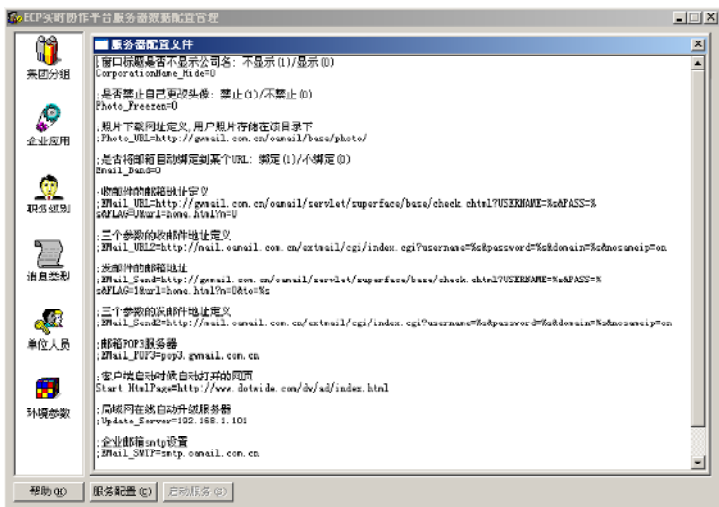 ECP实时协作平台服务器数据配置管理
服务器配置文件
集团分组
企业应用
职务级别
消息类别
单位人员
环境参数
;窗口标题是否不显示公司名: 不显示(1)/显示(0)
CorporationName_Hide=0
;是否禁止自己更改头像: 禁止(1)/不禁止(0)
Photo_Freezen=0
;照片下载网址定义,用户照片存储在该目录下
;Photo_URL=http://gwmail.com.cn/oamail/base/photo/
;是否将邮箱自动绑定到某个URL: 绑定(1)/不绑定(0)
Email_Band=0
;收邮件的邮箱地址定义
;EMail_URL=http://gwmail.com.cn/oamail/servlet/superface/base/check.chtml?USERNAME=%s&PASS=%
s&FLAG=0&url=home.html?n=0
;三个参数的收邮件地址定义
;EMail_URL2=http://mail.oamail.com.cn/extmail/cgi/index.cgi?username=%s&password=%s&domain=%s&nosameip=on
;发邮件的邮箱地址
;EMail_Send=http://gwmail.com.cn/oamail/servlet/superface/base/check.chtml?USERNAME=%s&PASS=%
s&FLAG=1&url=home.html?n=0&to=%s
;三个参数的发邮件地址定义
;EMail_Send2=http://mail.oamail.com.cn/extmail/cgi/index.cgi?username=%s&password=%s&domain=%s&nosameip=on
;邮箱POP3服务器
;EMail_POP3=pop3.gwmail.com.cn
;客户端启动时候自动打开的网页
Start_HtmlPage=http://www.dotwide.com/dw/ad/index.html
;局域网在线自动升级服务器
;Update_Server=192.168.1.101
;企业邮箱smtp设置
;EMail_SMTP=smtp.oamail.com.cn
帮助(H)
服务配置(C)
启动服务(S)